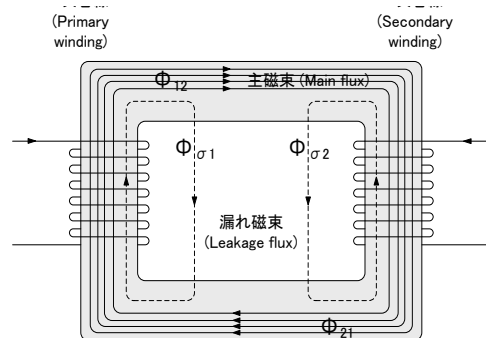 (Primary
winding)
(Secondary
winding)
Φ12
主磁束 (Main flux)
Φσ1
Φσ2
漏れ磁束
(Leakage flux)
Φ21